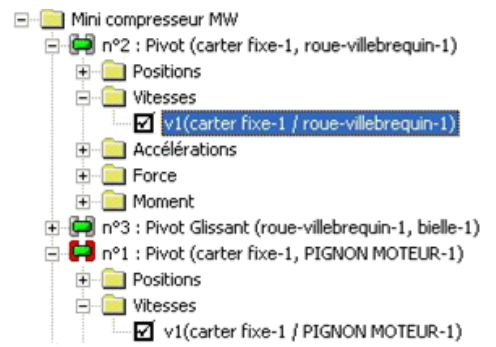 Mini compresseur MW
n°2 : Pivot (carter fixe-1, roue-villebrequin-1)
Positions
Vitesses
v1(carter fixe-1 / roue-villebrequin-1)
Accélérations
Force
Moment
n°3 : Pivot Glissant (roue-villebrequin-1, bielle-1)
n°1 : Pivot (carter fixe-1, PIGNON MOTEUR-1)
Positions
Vitesses
v1(carter fixe-1 / PIGNON MOTEUR-1)